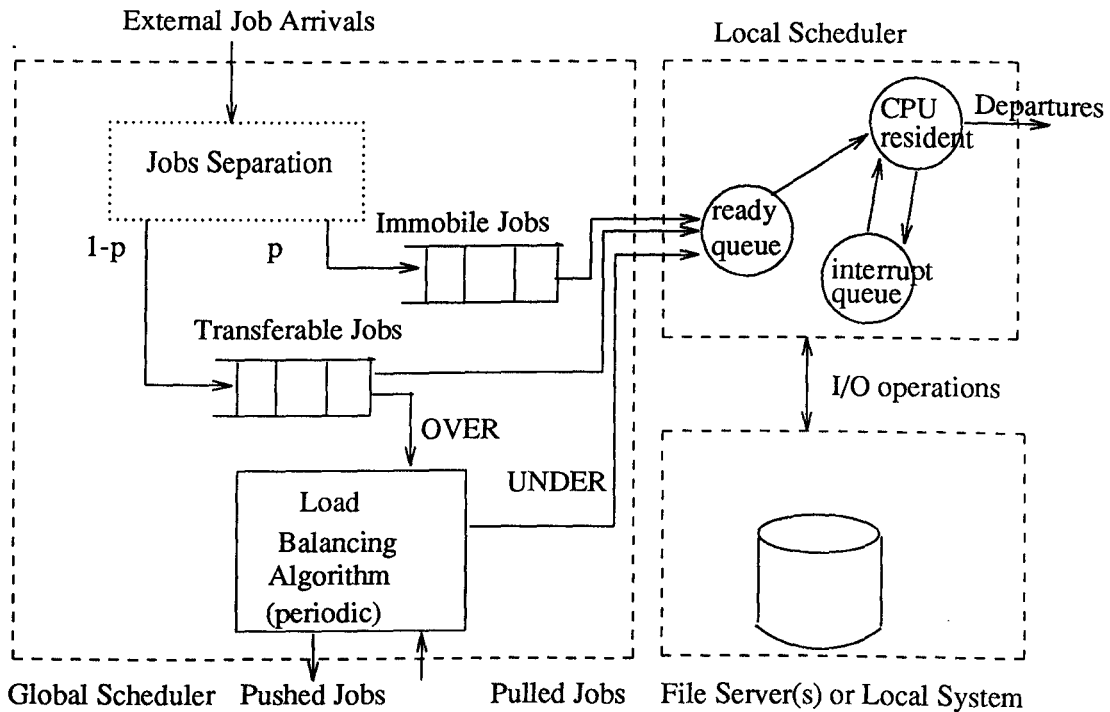 External Job Arrivals
Local Scheduler
CPU
resident
Departures
Jobs Separation
1-p
p
Immobile Jobs
ready
queue
interrupt
queue
Transferable Jobs
OVER
I/O operations
UNDER
Load
Balancing
Algorithm
(periodic)
Global Scheduler
Pushed Jobs
Pulled Jobs
File Server(s) or Local System